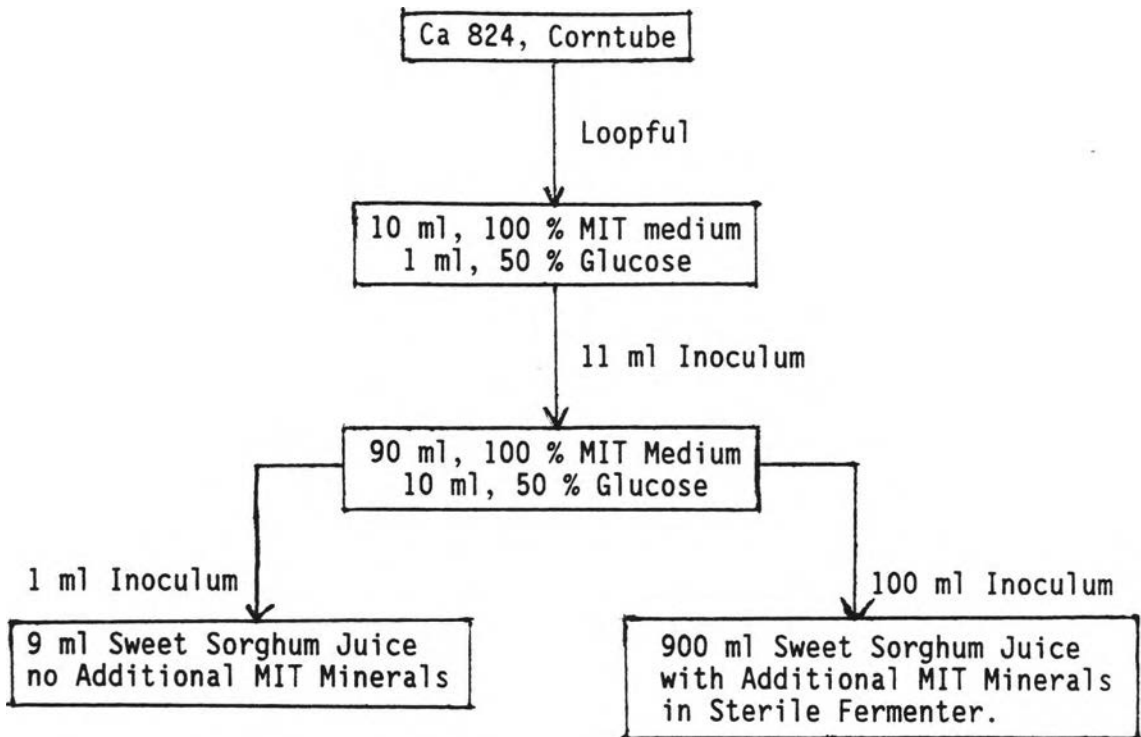 Ca 824, Corntube
Loopful
10 ml, 100 % MIT medium
1 ml, 50 % Glucose
11 ml Inoculum
90 ml, 100 % MIT Medium
10 ml, 50 % Glucose
1 ml Inoculum
100 ml Inoculum
9 ml Sweet Sorghum Juice
no Additional MIT Minerals
900 ml Sweet Sorghum Juice
with Additional MIT Minerals
in Sterile Fermenter.